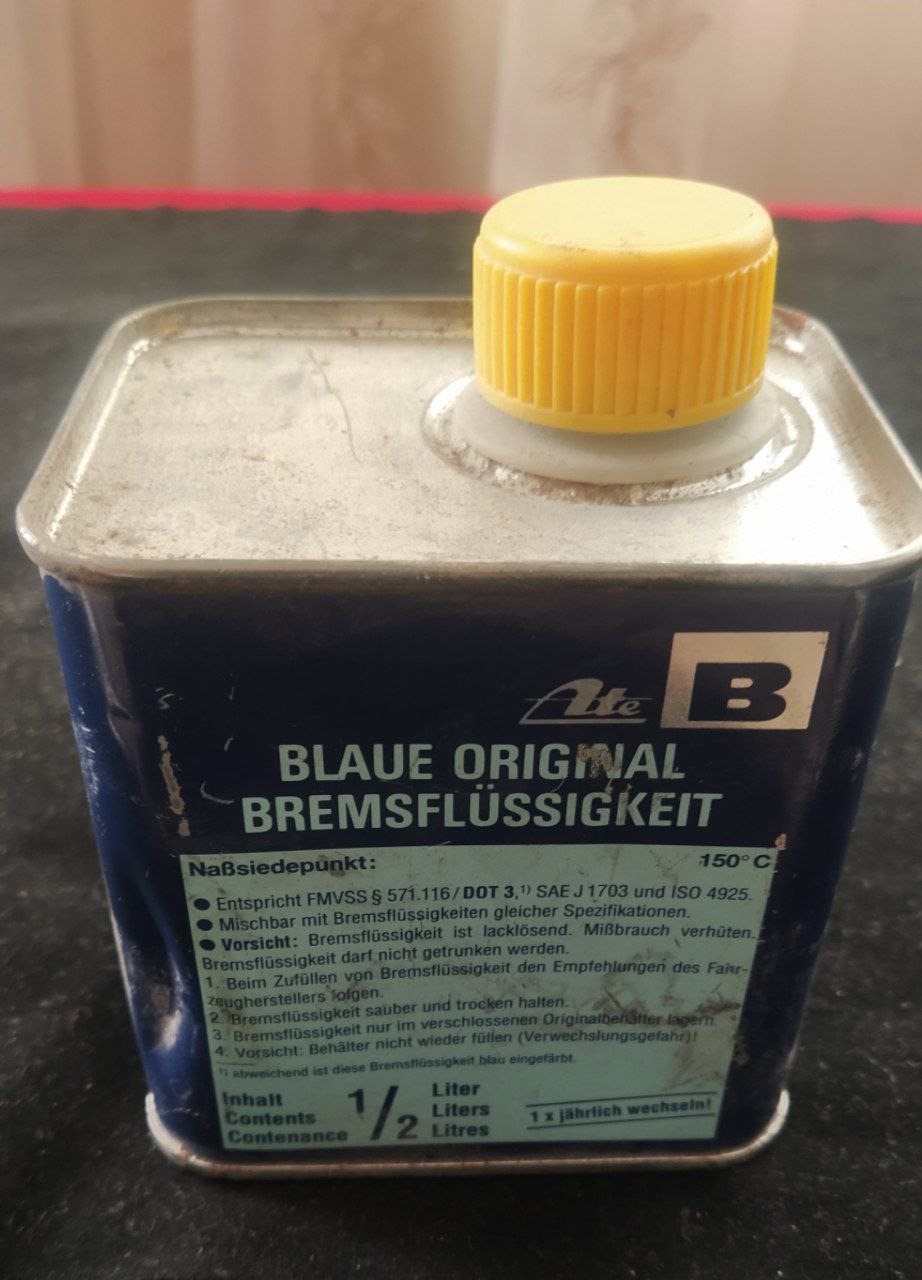 Ate B
BLAUE ORIGINAL
BREMSFLÜSSIGKEIT
Naßsiedepunkt: 150°C
● Entspricht FMVSS § 571.116/DOT 3,¹⁾ SAE J 1703 und ISO 4925.
● Mischbar mit Bremsflüssigkeiten gleicher Spezifikationen.
● Vorsicht: Bremsflüssigkeit ist lacklösend. Mißbrauch verhüten.
Bremsflüssigkeit darf nicht getrunken werden.
1. Beim Zufüllen von Bremsflüssigkeit den Empfehlungen des Fahr-
zeugherstellers folgen.
2. Bremsflüssigkeit sauber und trocken halten.
3. Bremsflüssigkeit nur im verschlossenen Originalbehälter lagern.
4. Vorsicht: Behälter nicht wieder füllen (Verwechslungsgefahr)!
¹⁾ abweichend ist diese Bremsflüssigkeit blau eingefärbt.
Inhalt 1/2 Liter
Contents Liters
Contenance Litres
1 x jährlich wechseln!